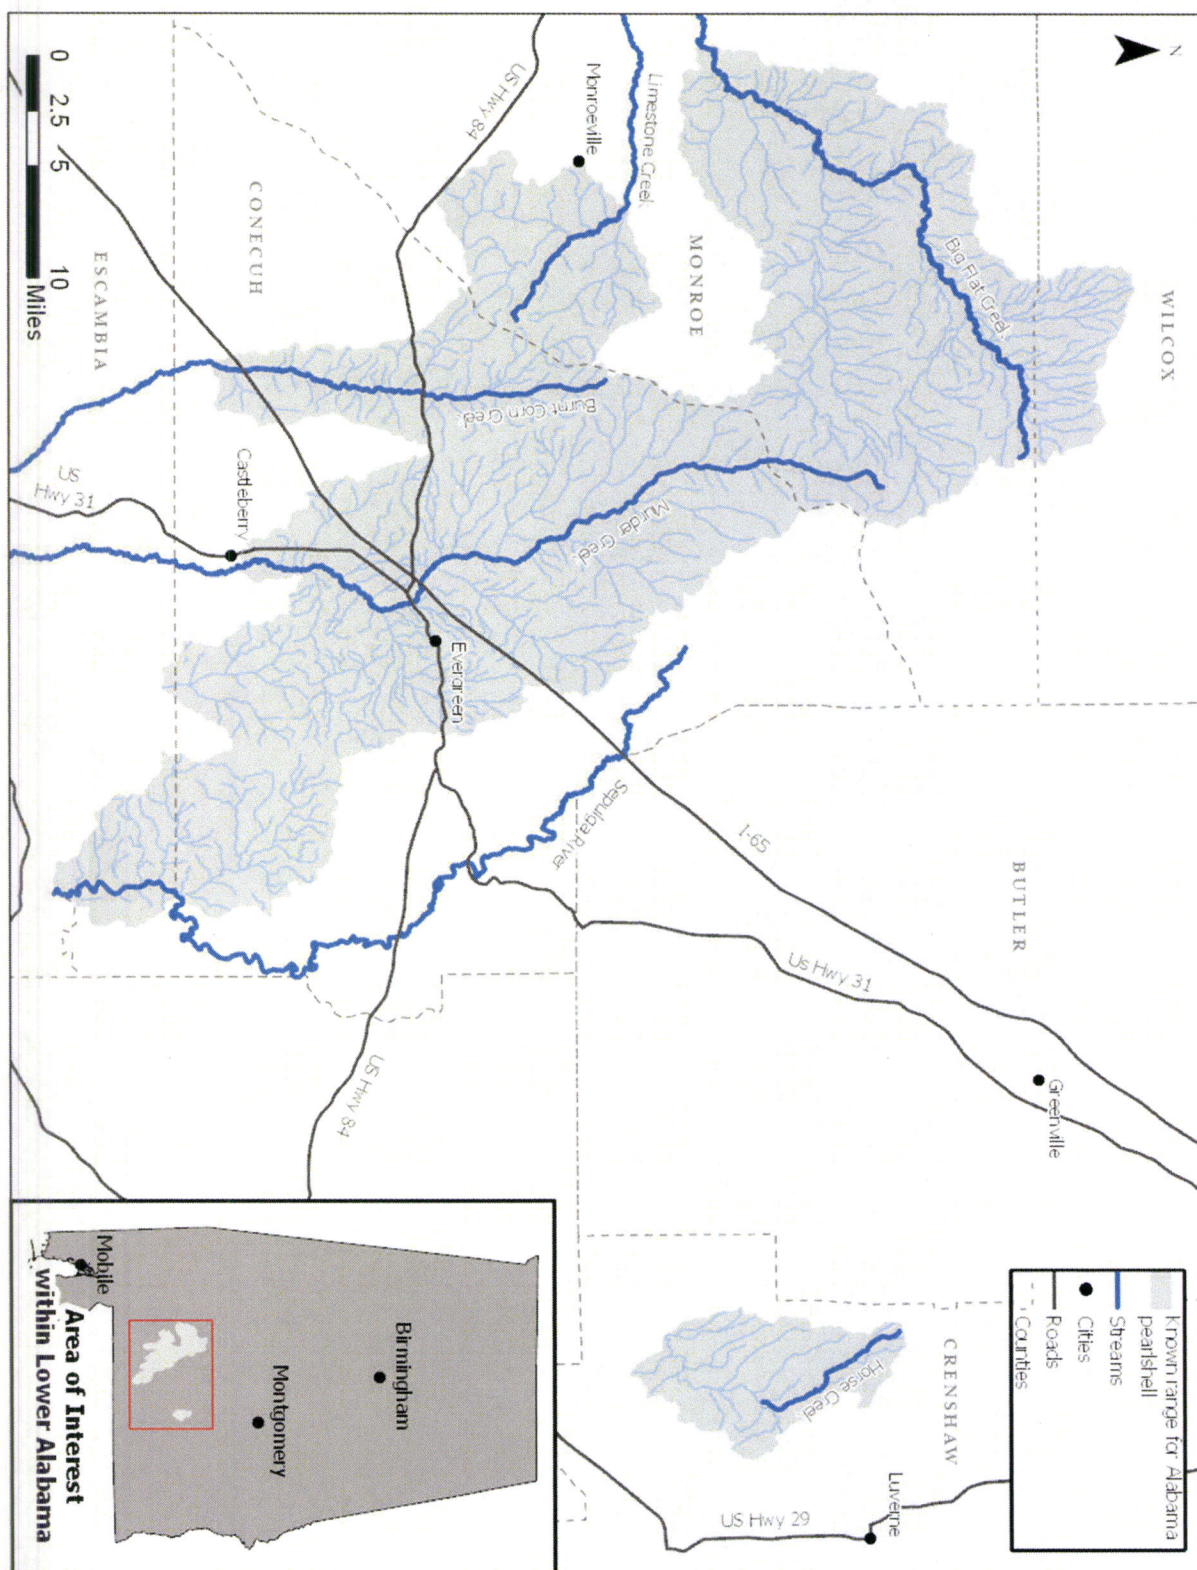 N
WILCOX
Big Flat Creek
MONROE
Limestone Creek
Monroeville
US Hwy 84
Burnt Corn Creek
Murder Creek
CONECUH
ESCAMBIA
Castleberry
US
Hwy 31
Evergreen
Sepulga River
I-65
BUTLER
Us Hwy 31
Greenville
US Hwy 84
CRENSHAW
Horse Creek
Luverne
US Hwy 29
0 2.5 5 10
Miles
Known range for Alabama
pearlshell
Streams
Cities
Roads
Counties
Birmingham
Montgomery
Mobile
Area of Interest
within Lower Alabama